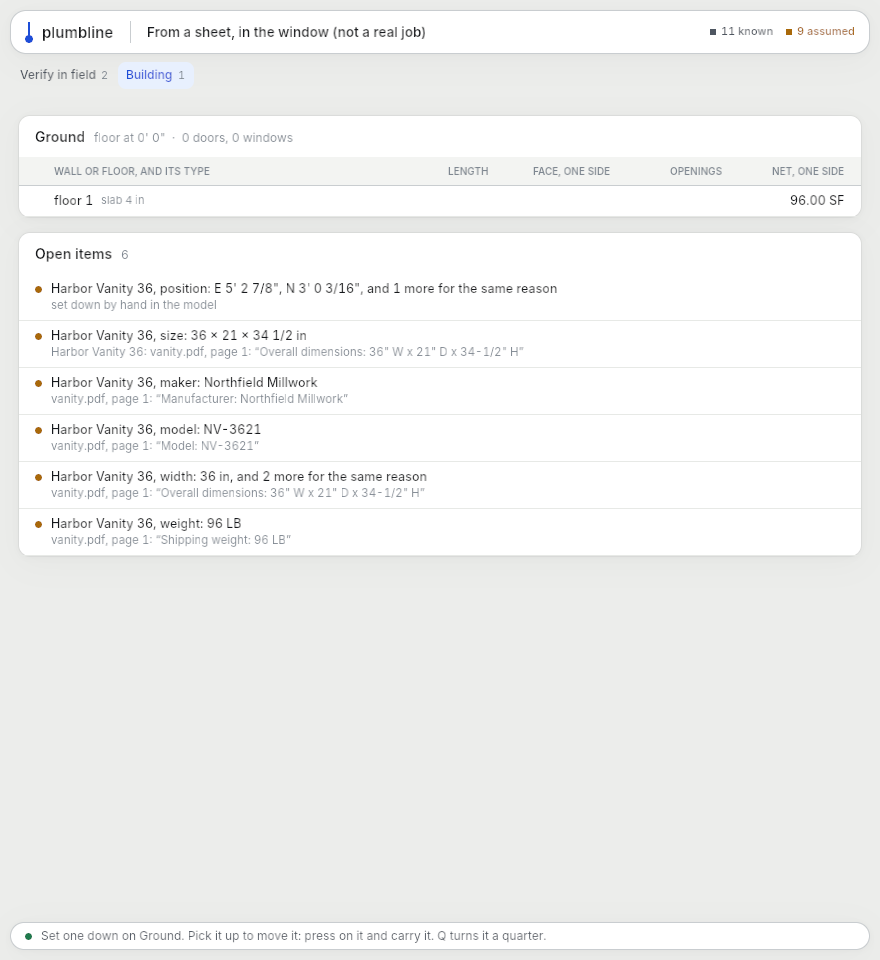 plumbline
From a sheet, in the window (not a real job)
11 known
9 assumed
Verify in field 2
Building 1
Ground floor at 0' 0" · 0 doors, 0 windows
WALL OR FLOOR, AND ITS TYPE LENGTH FACE, ONE SIDE OPENINGS NET, ONE SIDE
floor 1 slab 4 in 96.00 SF
Open items 6
Harbor Vanity 36, position: E 5' 2 7/8", N 3' 0 3/16", and 1 more for the same reason
set down by hand in the model
Harbor Vanity 36, size: 36 × 21 × 34 1/2 in
Harbor Vanity 36: vanity.pdf, page 1: “Overall dimensions: 36" W x 21" D x 34-1/2" H”
Harbor Vanity 36, maker: Northfield Millwork
vanity.pdf, page 1: “Manufacturer: Northfield Millwork”
Harbor Vanity 36, model: NV-3621
vanity.pdf, page 1: “Model: NV-3621”
Harbor Vanity 36, width: 36 in, and 2 more for the same reason
vanity.pdf, page 1: “Overall dimensions: 36" W x 21" D x 34-1/2" H”
Harbor Vanity 36, weight: 96 LB
vanity.pdf, page 1: “Shipping weight: 96 LB”
Set one down on Ground. Pick it up to move it: press on it and carry it. Q turns it a quarter.